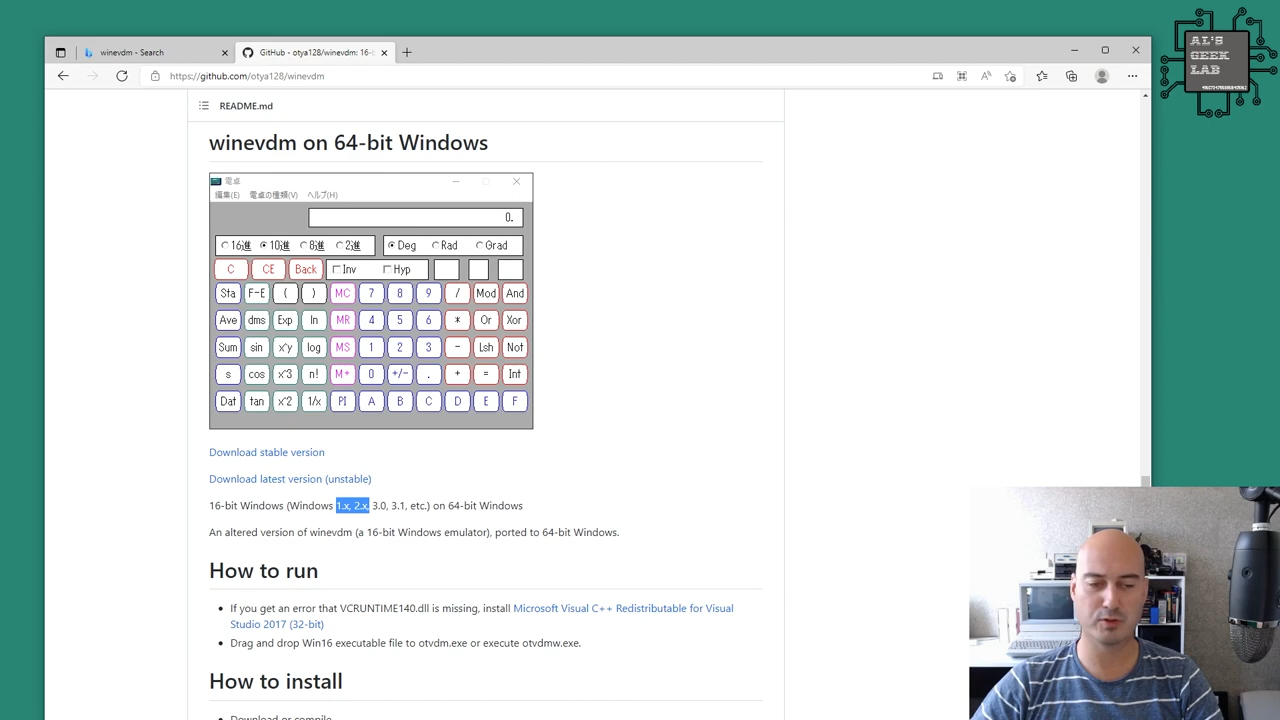 winevdm - Search
GitHub - otya128/winevdm: 16-b
https://github.com/otya128/winevdm
AL'S
GEEK
LAB
README.md
winevdm on 64-bit Windows
電卓
編集(E) 電卓の種類(V) ヘルプ(H)
0.
16進 10進 8進 2進 Deg Rad Grad
C CE Back Inv Hyp
Sta F-E ( ) MC 7 8 9 / Mod And
Ave dms Exp ln MR 4 5 6 * Or Xor
Sum sin x^y log MS 1 2 3 - Lsh Not
s cos x^3 n! M+ 0 +/- . + = Int
Dat tan x^2 1/x PI A B C D E F
Download stable version
Download latest version (unstable)
16-bit Windows (Windows 1.x, 2.x, 3.0, 3.1, etc.) on 64-bit Windows
An altered version of winevdm (a 16-bit Windows emulator), ported to 64-bit Windows.
How to run
If you get an error that VCRUNTIME140.dll is missing, install Microsoft Visual C++ Redistributable for Visual
Studio 2017 (32-bit)
Drag and drop Win16 executable file to otvdm.exe or execute otvdmw.exe.
How to install
Download or compile